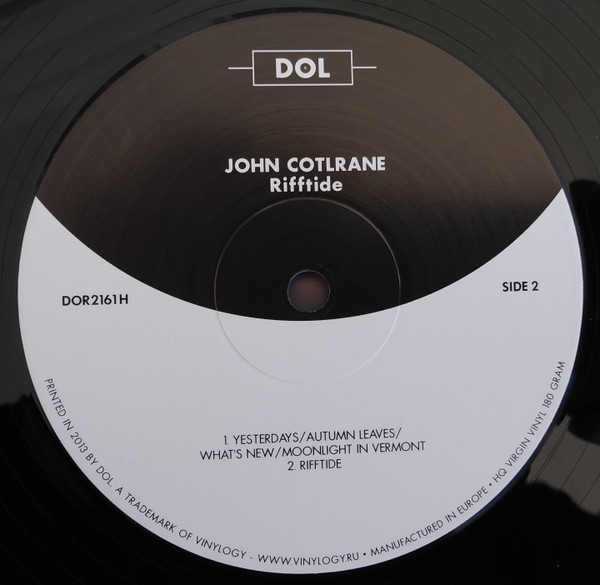 DOL
JOHN COTLRANE
Rifftide
DOR2161H
SIDE 2
1. YESTERDAYS/AUTUMN LEAVES/
WHAT'S NEW/MOONLIGHT IN VERMONT
2. RIFFTIDE
PRINTED IN 2013 BY DOL. A TRADEMARK OF VINYLOGY - WWW.VINYLOGY.RU • MANUFACTURED IN EUROPE • HQ VIRGIN VINYL 180 GRAM